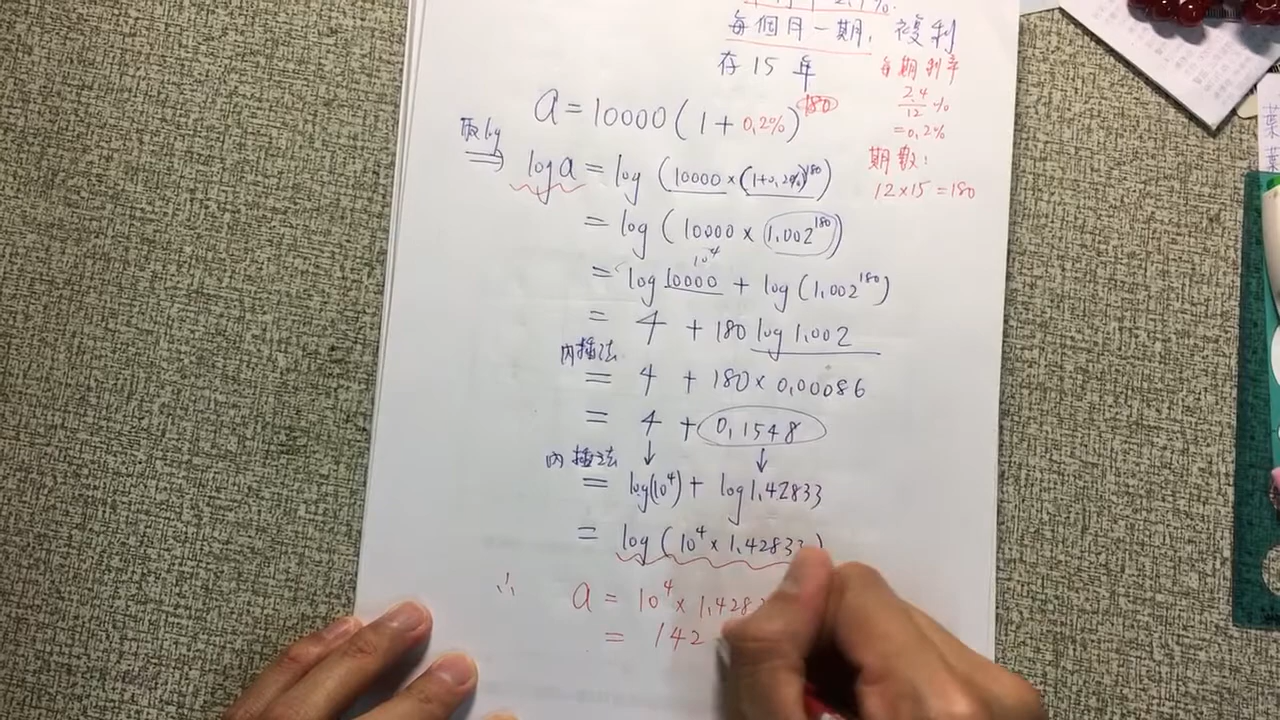 2.4%
每個月一期, 複利
存 15 年
每期利率
2.4/12 %
=0.2%
期數:
12×15=180
a=10000(1+0.2%)^180
取log ⇒ log a = log (10000×(1+0.2%)^180)
= log (10000 × 1.002^180)
10^4
= log 10000 + log (1.002^180)
= 4 + 180 log 1.002
內插法 = 4 + 180×0.00086
= 4 + 0.1548
↓ ↓
內插法 = log(10^4) + log 1.42833
= log (10^4 × 1.42833)
∴ a = 10^4 × 1.428
= 142